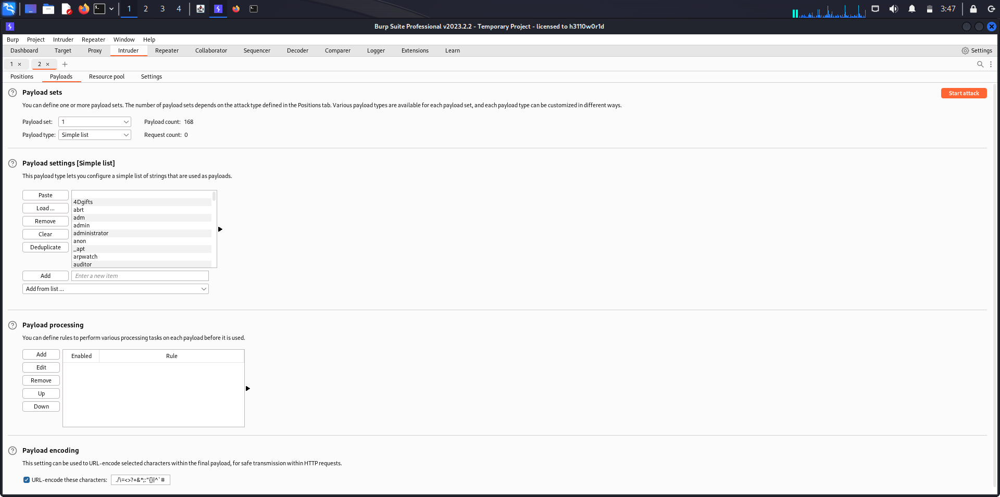 1 2 3 4 3:47
Burp Suite Professional v2023.2.2 - Temporary Project - licensed to h3110w0r1d
Burp Project Intruder Repeater Window Help
Dashboard Target Proxy Intruder Repeater Collaborator Sequencer Decoder Comparer Logger Extensions Learn Settings
1 × 2 × +
Positions Payloads Resource pool Settings
? Payload sets Start attack
You can define one or more payload sets. The number of payload sets depends on the attack type defined in the Positions tab. Various payload types are available for each payload set, and each payload type can be customized in different ways.
Payload set: 1 Payload count: 168
Payload type: Simple list Request count: 0
? Payload settings [Simple list]
This payload type lets you configure a simple list of strings that are used as payloads.
Paste
Load ...
Remove
Clear
Deduplicate
4Dgifts
abrt
adm
admin
administrator
anon
_apt
arpwatch
auditor
Add Enter a new item
Add from list ...
? Payload processing
You can define rules to perform various processing tasks on each payload before it is used.
Add
Edit
Remove
Up
Down
Enabled Rule
? Payload encoding
This setting can be used to URL-encode selected characters within the final payload, for safe transmission within HTTP requests.
URL-encode these characters: ./\=<>?+&*;:"{}|^`#